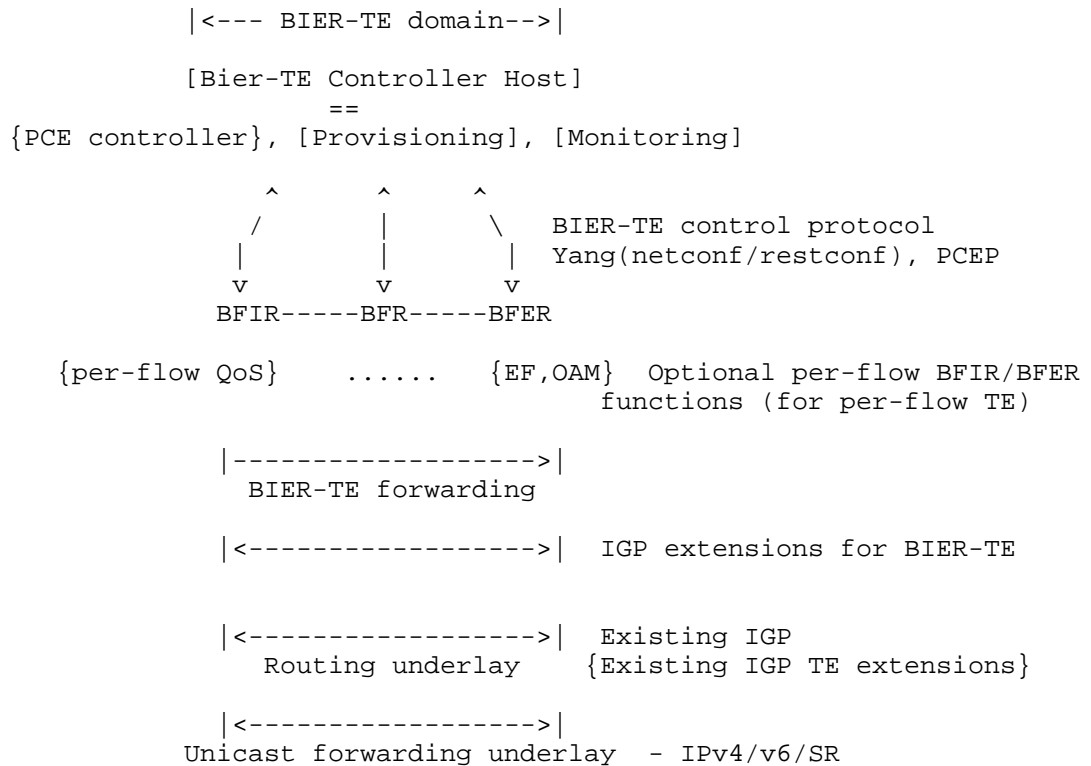 |<--- BIER-TE domain-->|
[Bier-TE Controller Host]
==
{PCE controller}, [Provisioning], [Monitoring]
^ ^ ^
/ | \ BIER-TE control protocol
| | | Yang(netconf/restconf), PCEP
v v v
BFIR-----BFR-----BFER
{per-flow QoS} ...... {EF,OAM} Optional per-flow BFIR/BFER
functions (for per-flow TE)
|------------------->|
BIER-TE forwarding
|<------------------>| IGP extensions for BIER-TE
|<------------------>| Existing IGP
Routing underlay {Existing IGP TE extensions}
|<------------------>|
Unicast forwarding underlay - IPv4/v6/SR